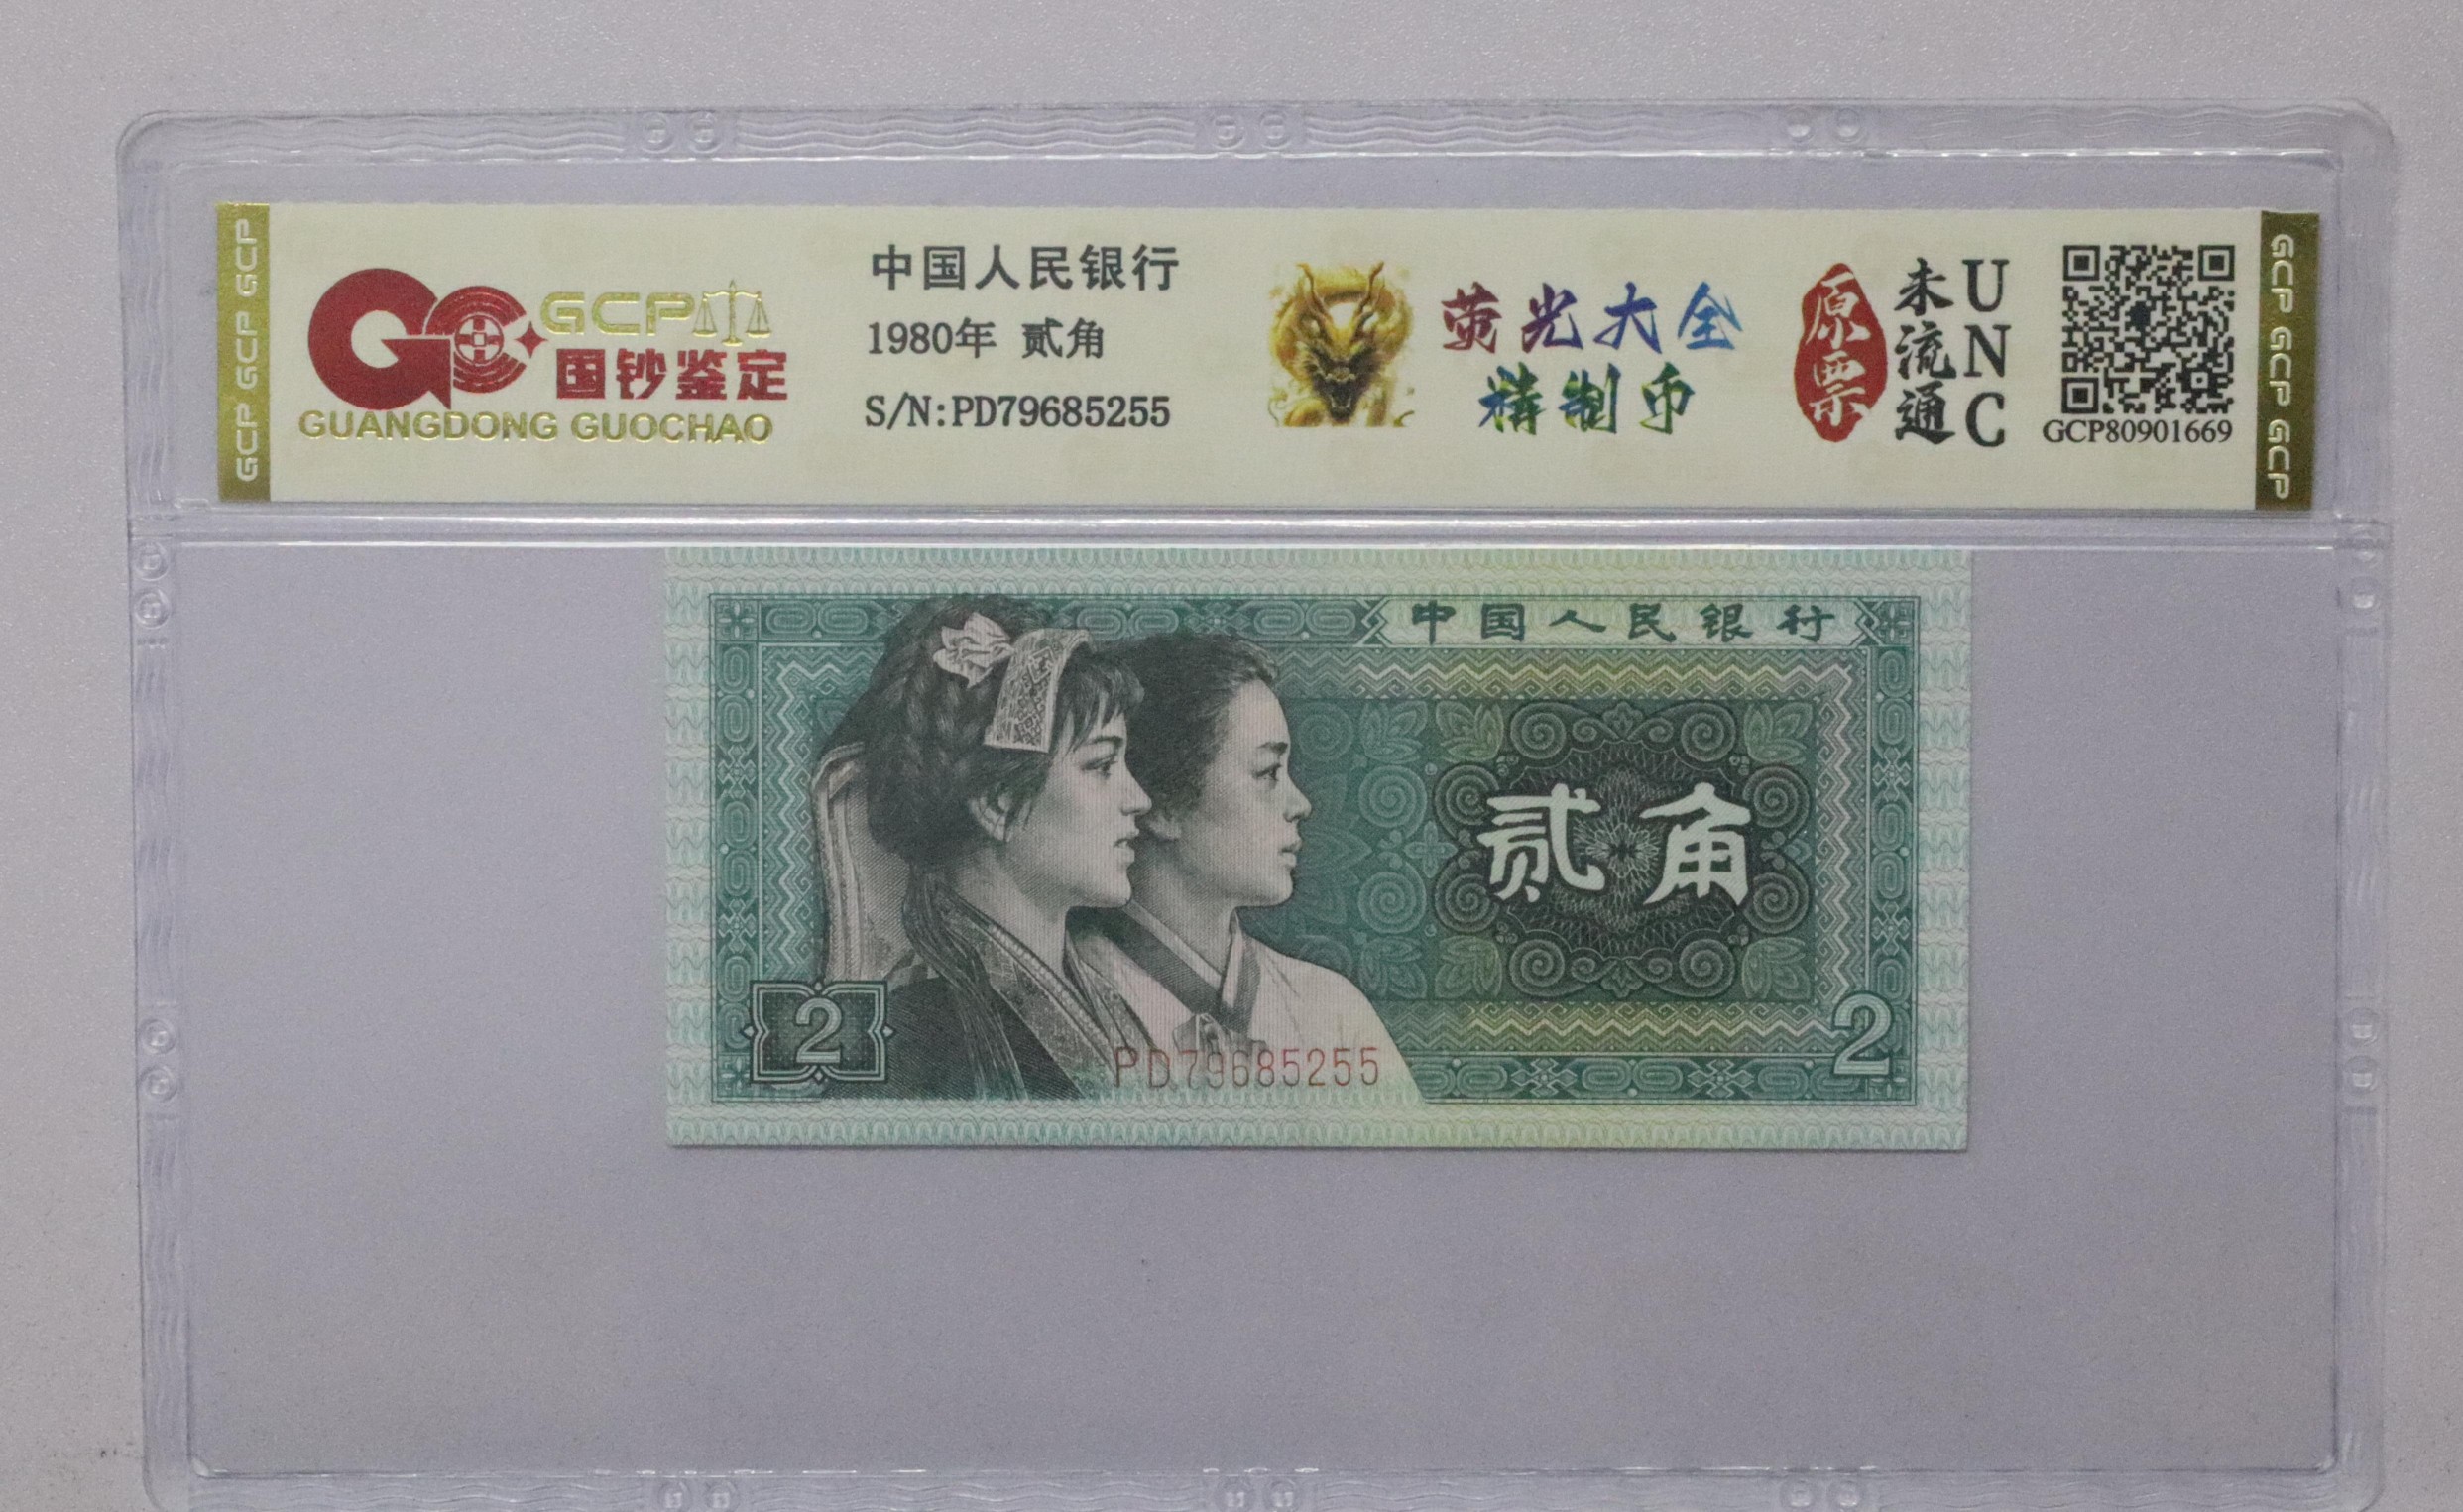 GCP GCP GCP
GCP
国钞鉴定
GUANGDONG GUOCHAO
中国人民银行
1980年 贰角
S/N:PD79685255
荧光大全
精制币
原票
未流通
UNC
GCP80901669
GCP GCP GCP
中国人民银行
贰角
2
2
PD79685255